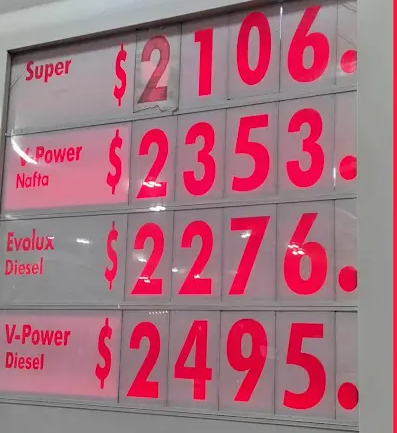 Super $2106.
V-Power $2353.
Nafta
Evolux $2276.
Diesel
V-Power $2495.
Diesel